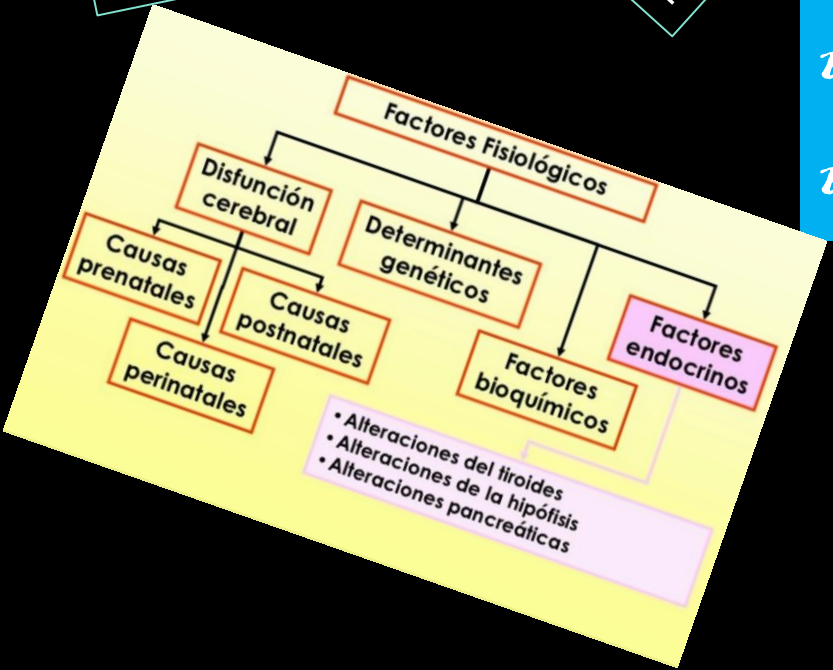 Factores Fisiológicos
Disfunción
cerebral
Determinantes
genéticos
Causas
prenatales
Causas
postnatales
Causas
perinatales
Factores
bioquímicos
Factores
endocrinos
• Alteraciones del tiroides
• Alteraciones de la hipófisis
• Alteraciones pancreáticas